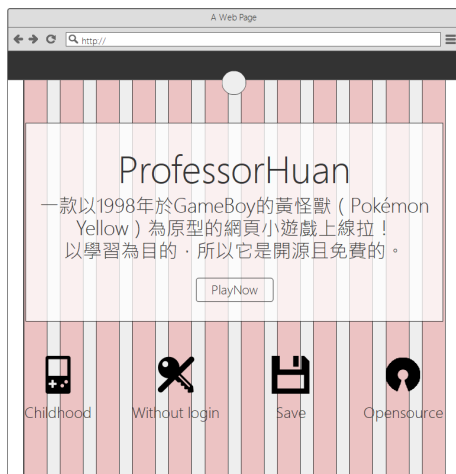 A Web Page
http://
ProfessorHuan
一款以1998年於GameBoy的黃怪獸（Pokémon
Yellow）為原型的網頁小遊戲上線拉！
以學習為目的，所以它是開源且免費的。
PlayNow
Childhood Without login Save Opensource